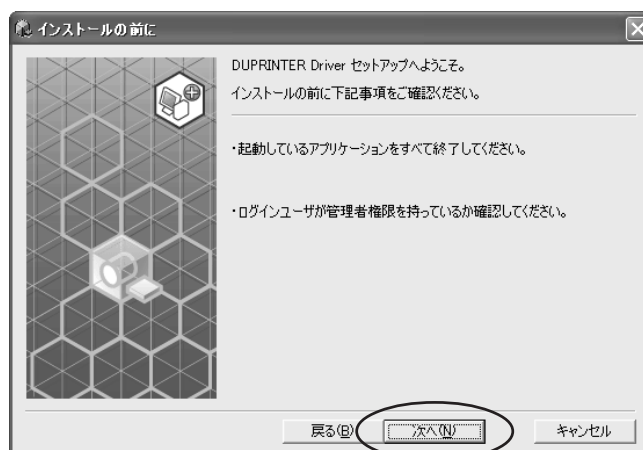 インストールの前に
DUPRINTER Driver セットアップへようこそ。
インストールの前に下記事項をご確認ください。
・起動しているアプリケーションをすべて終了してください。
・ログインユーザが管理者権限を持っているか確認してください。
戻る(B) 次へ(N) キャンセル